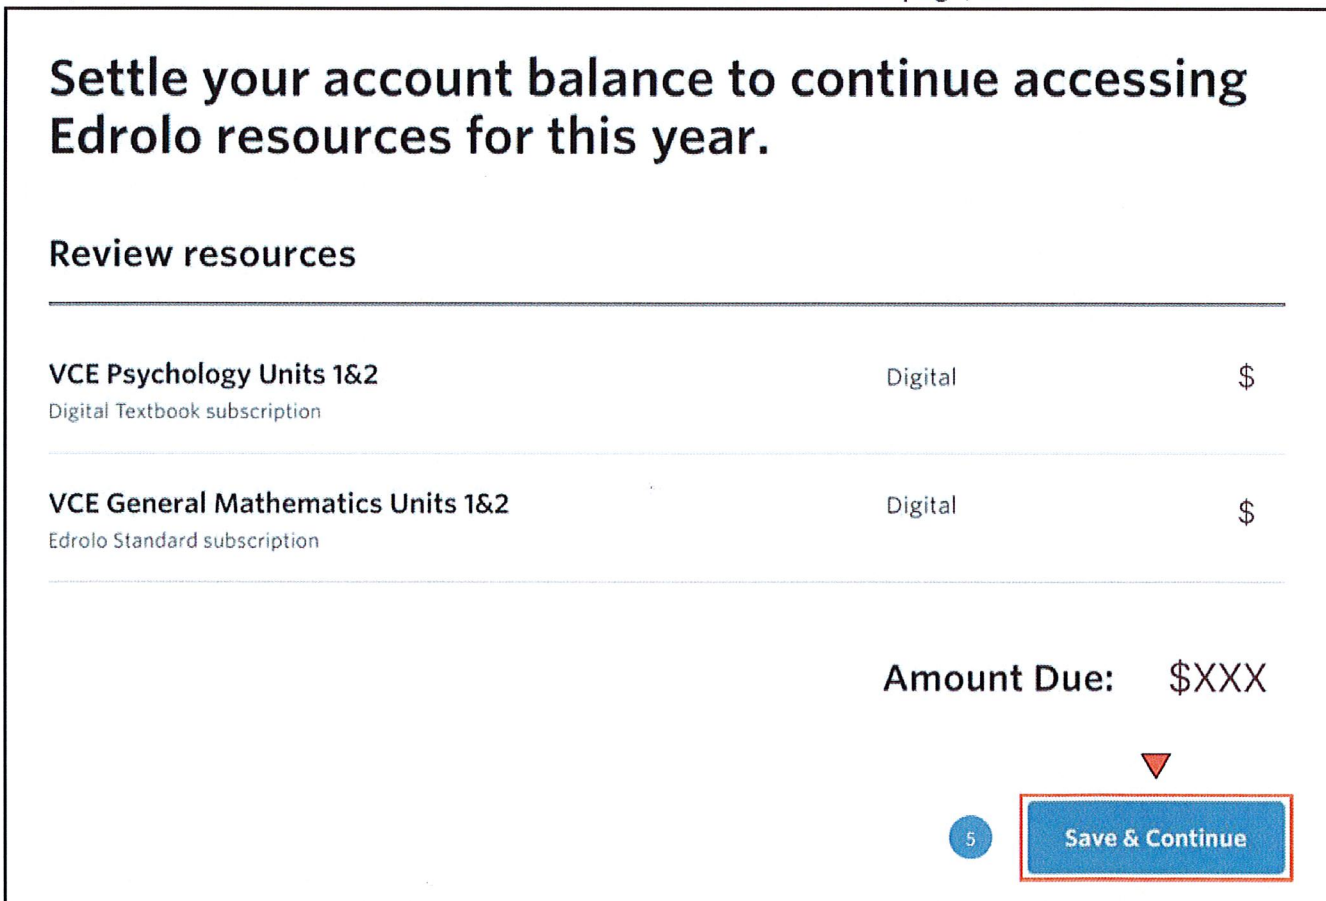 Settle your account balance to continue accessing
Edrolo resources for this year.
Review resources
VCE Psychology Units 1&2
Digital
$
Digital Textbook subscription
VCE General Mathematics Units 1&2
Digital
$
Edrolo Standard subscription
Amount Due: $XXX
5
Save & Continue